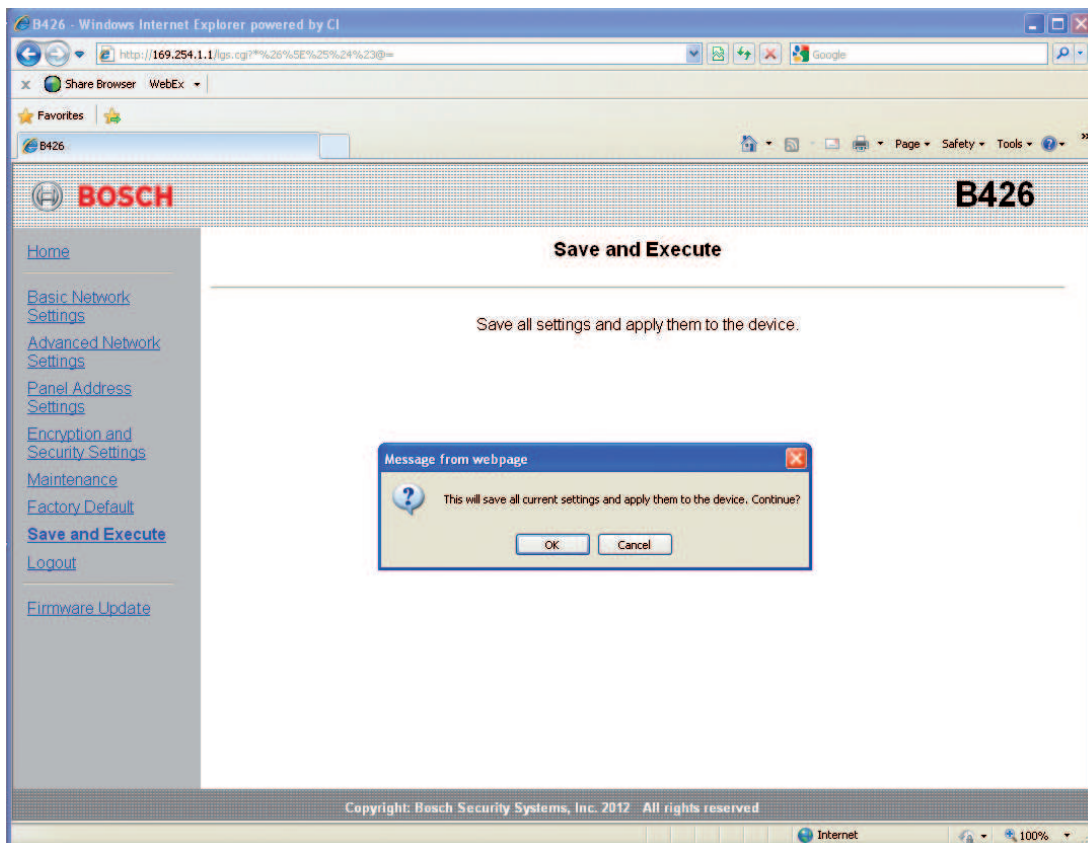 B426 - Windows Internet Explorer powered by CI
http://169.254.1.1/lgs.cgi?*%26%5E%25%24%23@=
Google
x Share Browser WebEx
Favorites
B426
Page Safety Tools
BOSCH
B426
Home
Basic Network
Settings
Advanced Network
Settings
Panel Address
Settings
Encryption and
Security Settings
Maintenance
Factory Default
Save and Execute
Logout
Firmware Update
Save and Execute
Save all settings and apply them to the device.
Message from webpage
This will save all current settings and apply them to the device. Continue?
OK Cancel
Copyright: Bosch Security Systems, Inc. 2012 All rights reserved
Internet
100%